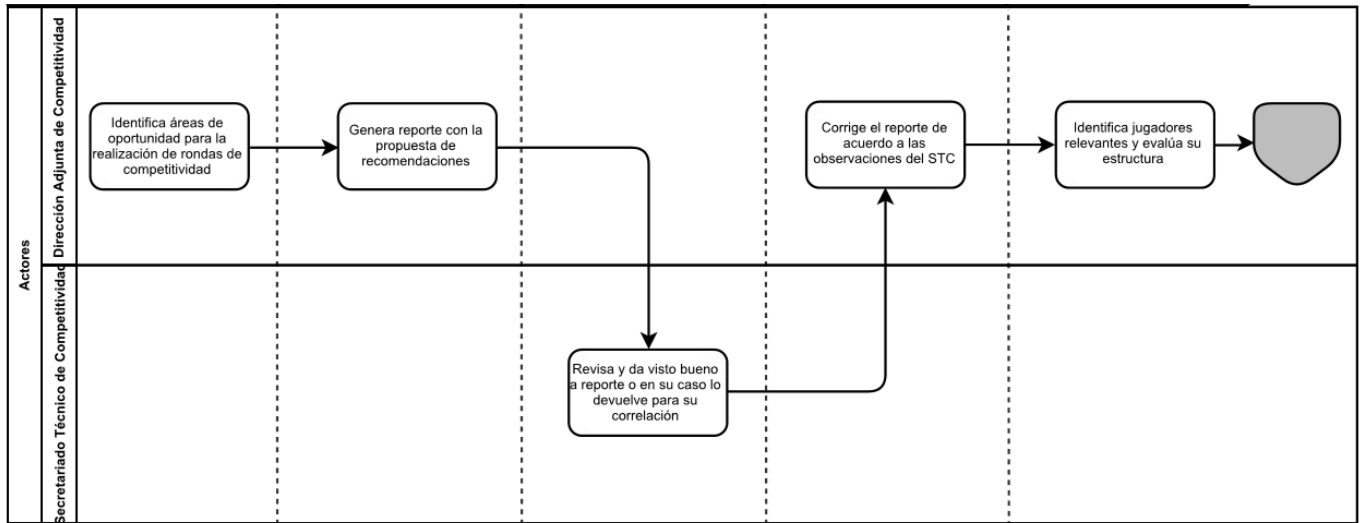 Actores
Dirección Adjunta de Competitividad
Identifica áreas de
oportunidad para la
realización de rondas de
competitividad
Genera reporte con la
propuesta de
recomendaciones
Corrige el reporte de
acuerdo a las
observaciones del STC
Identifica jugadores
relevantes y evalúa su
estructura
Secretariado Técnico de Competitividad
Revisa y da visto bueno
a reporte o en su caso lo
devuelve para su
correlación